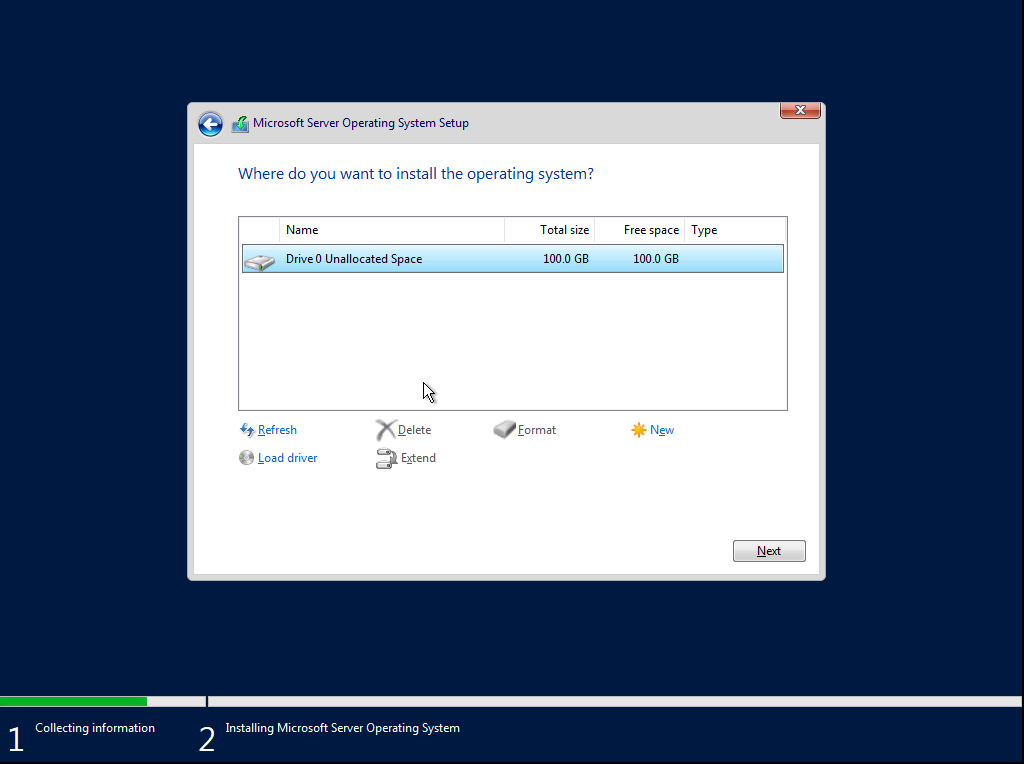 Microsoft Server Operating System Setup
Where do you want to install the operating system?
Name Total size Free space Type
Drive 0 Unallocated Space 100.0 GB 100.0 GB
Refresh Delete Format New
Load driver Extend
Next
1 Collecting information 2 Installing Microsoft Server Operating System